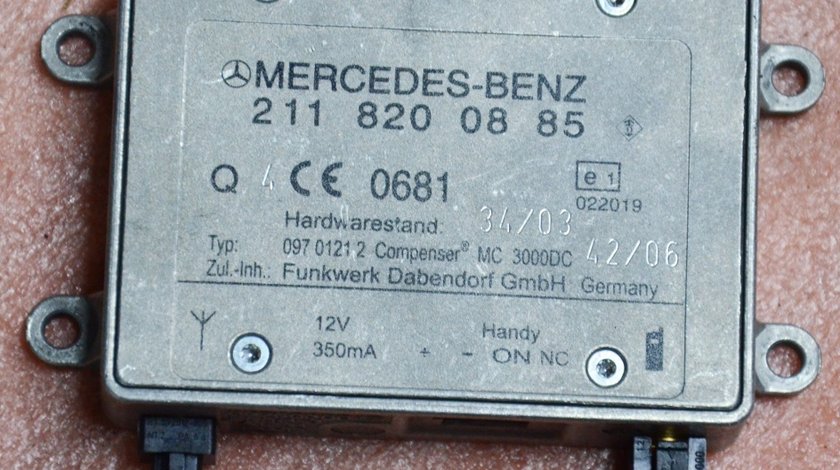 MERCEDES-BENZ
211 820 08 85
Q 4 CE 0681
e 1
022019
Hardwarestand: 34/03
Typ: 097 0121.2 Compenser® MC 3000DC 42/06
Zul.-Inh.: Funkwerk Dabendorf GmbH Germany
12V Handy
350mA + - ON NC